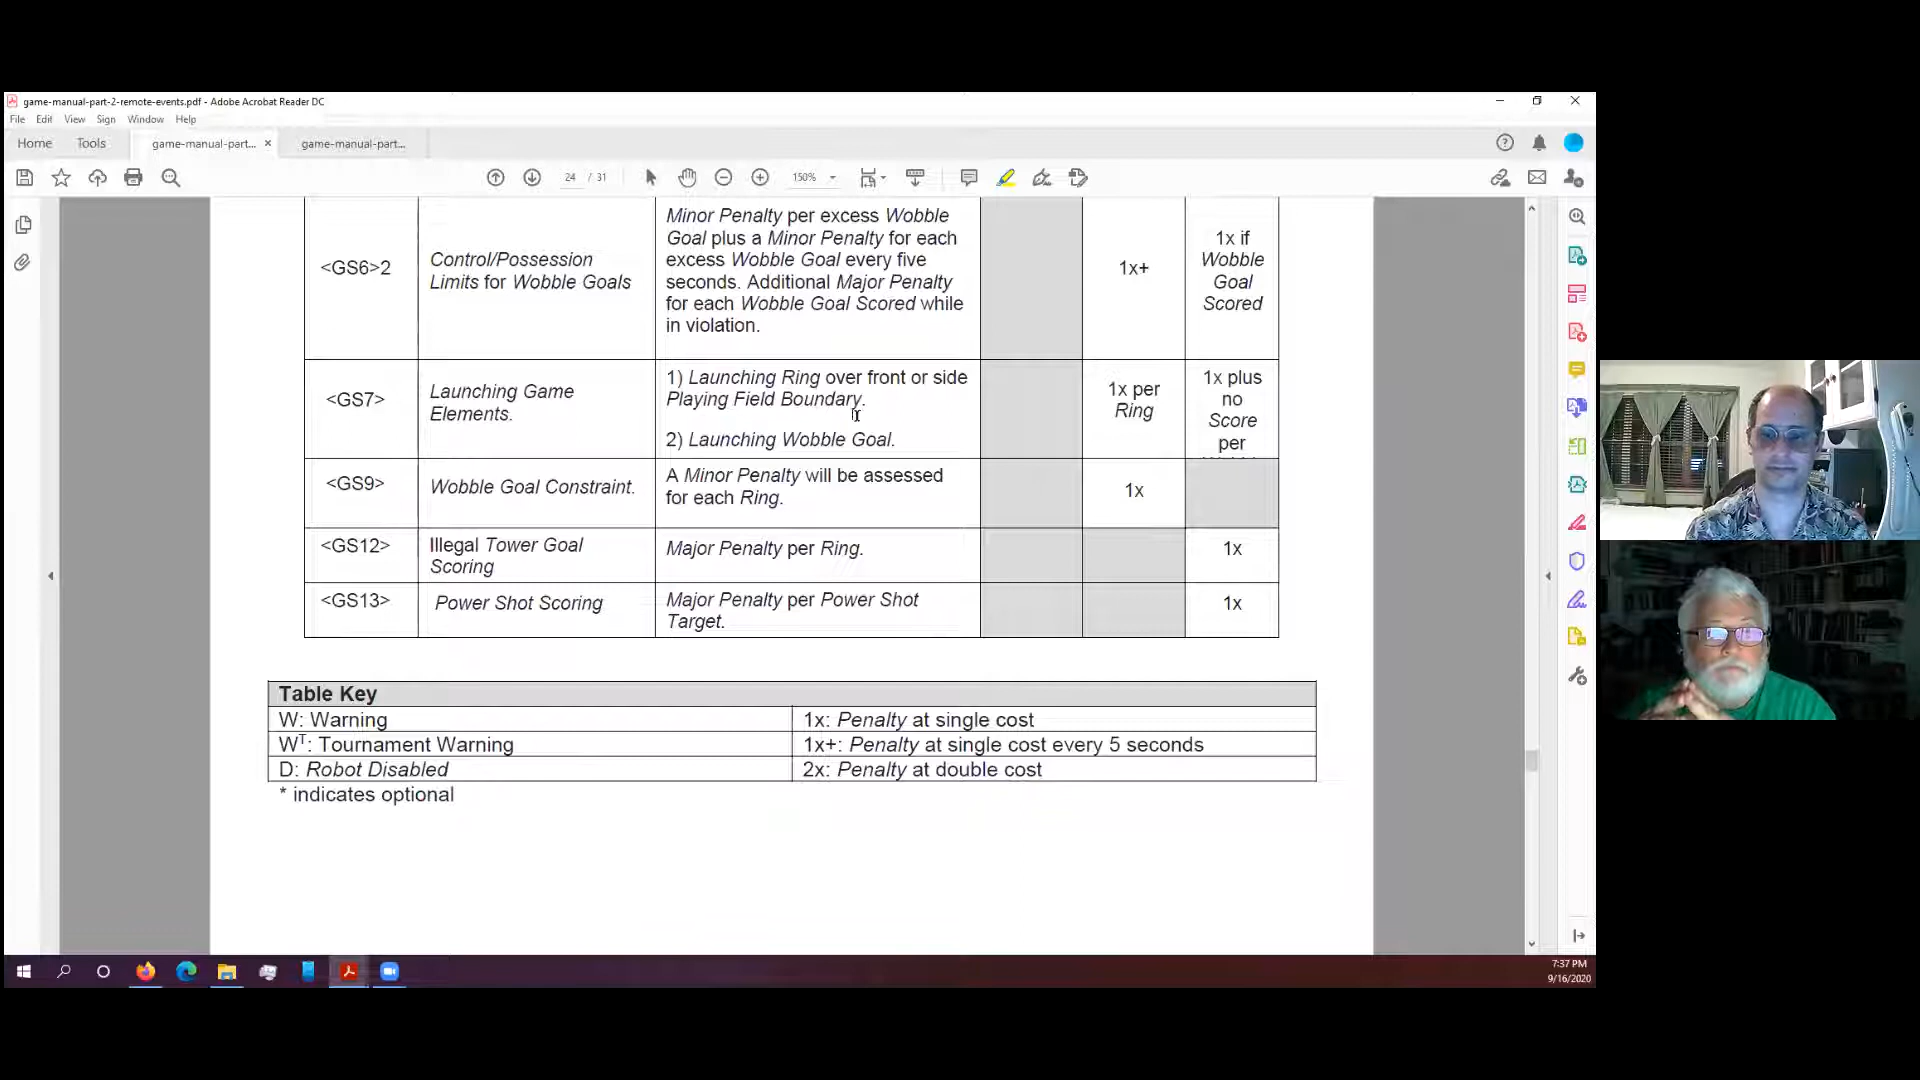 game-manual-part-2-remote-events.pdf - Adobe Acrobat Reader DC
File Edit View Sign Window Help
Home Tools game-manual-part... × game-manual-part...
24 / 31 150%
<GS6>2
Control/Possession
Limits for Wobble Goals
Minor Penalty per excess Wobble
Goal plus a Minor Penalty for each
excess Wobble Goal every five
seconds. Additional Major Penalty
for each Wobble Goal Scored while
in violation.
1x+
1x if
Wobble
Goal
Scored
<GS7>
Launching Game
Elements.
1) Launching Ring over front or side
Playing Field Boundary.
2) Launching Wobble Goal.
1x per
Ring
1x plus
no
Score
per
<GS9>
Wobble Goal Constraint.
A Minor Penalty will be assessed
for each Ring.
1x
<GS12>
Illegal Tower Goal
Scoring
Major Penalty per Ring.
1x
<GS13>
Power Shot Scoring
Major Penalty per Power Shot
Target.
1x
Table Key
W: Warning
1x: Penalty at single cost
WT: Tournament Warning
1x+: Penalty at single cost every 5 seconds
D: Robot Disabled
2x: Penalty at double cost
* indicates optional
7:37 PM
9/16/2020